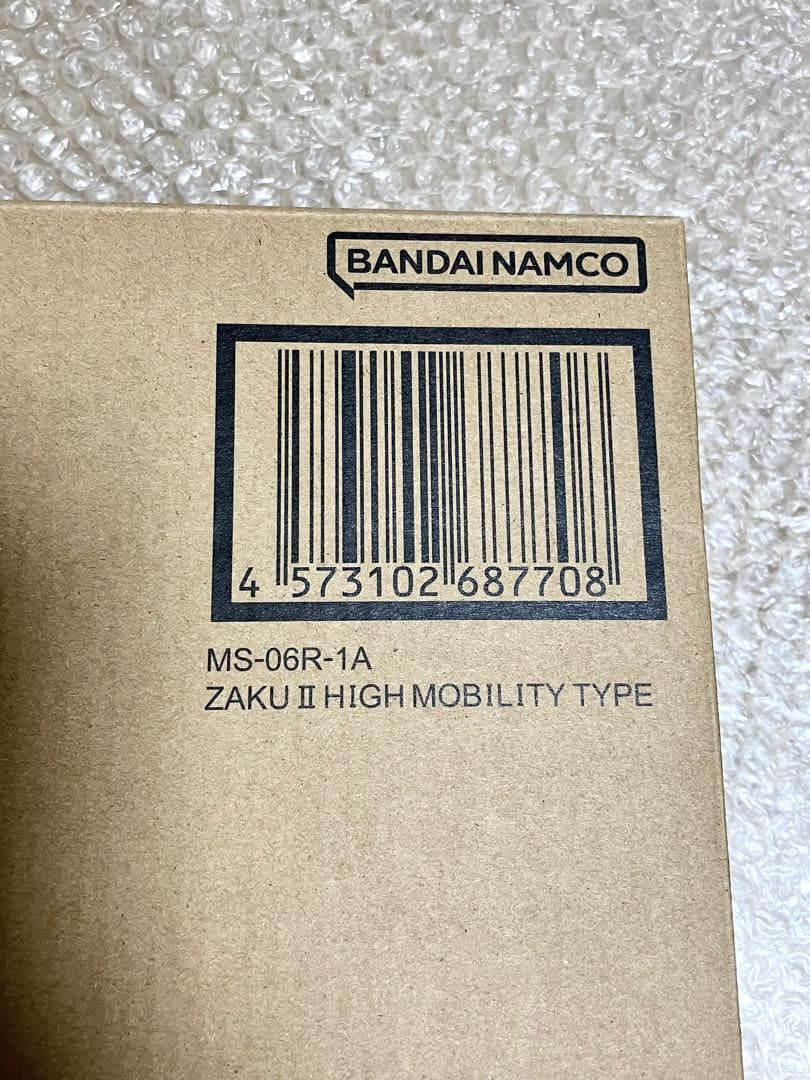 BANDAI NAMCO
4 573102 687708
MS-06R-1A
ZAKU Ⅱ HIGH MOBILITY TYPE